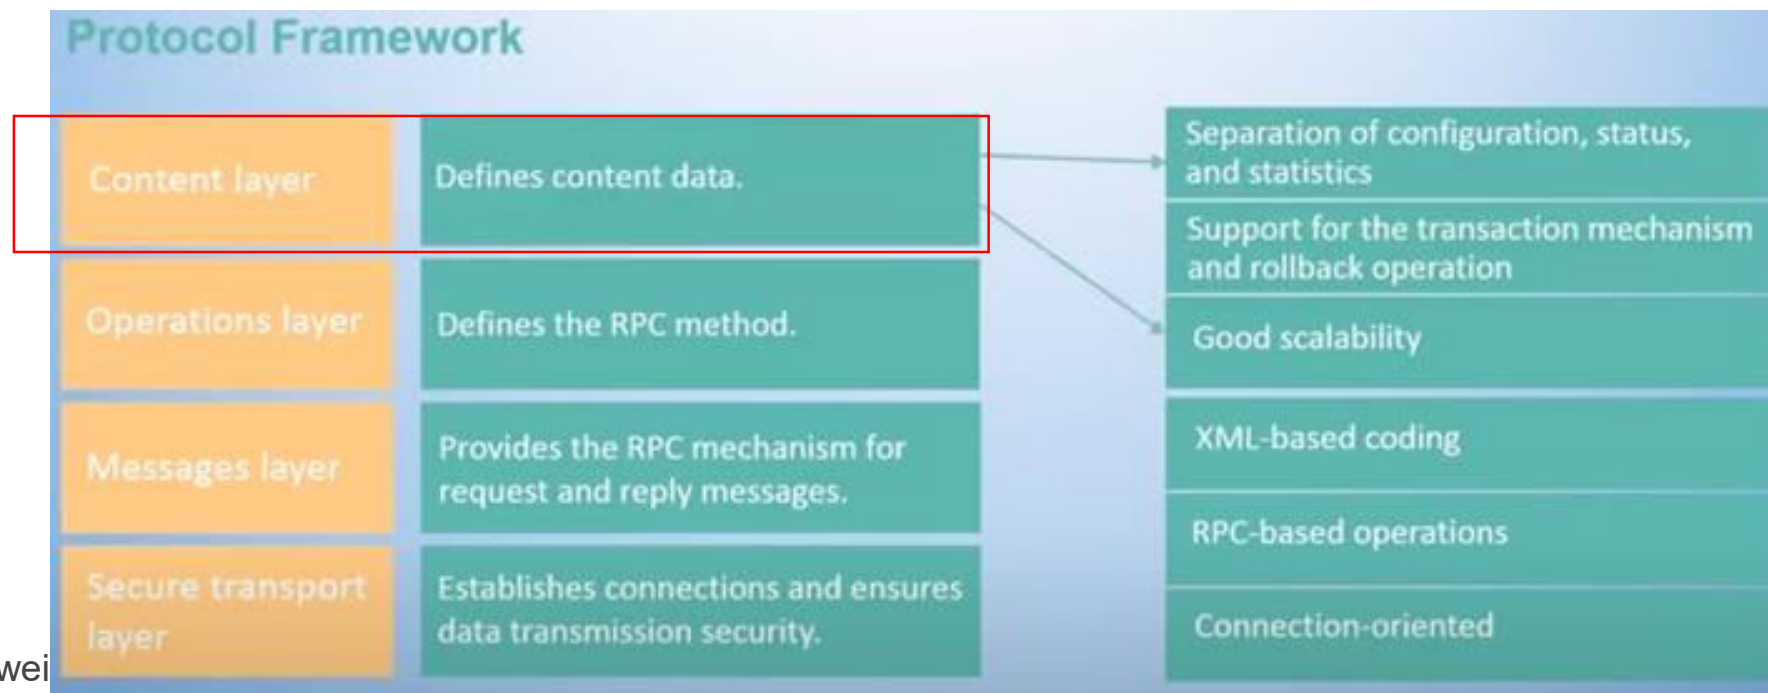 Protocol Framework
Content layer
Defines content data.
Operations layer
Defines the RPC method.
Messages layer
Provides the RPC mechanism for
request and reply messages.
Secure transport
layer
Establishes connections and ensures
data transmission security.
Separation of configuration, status,
and statistics
Support for the transaction mechanism
and rollback operation
Good scalability
XML-based coding
RPC-based operations
Connection-oriented
wei